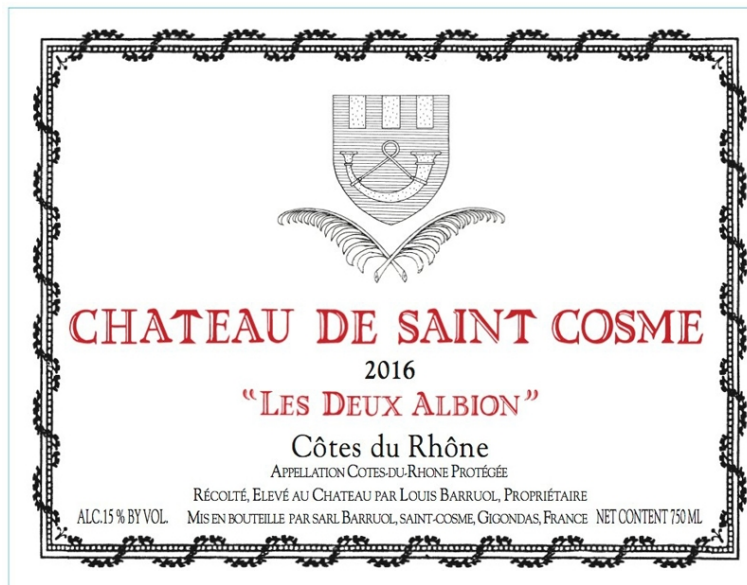 CHATEAU DE SAINT COSME
2016
“LES DEUX ALBION”
Côtes du Rhône
APPELLATION COTES-DU-RHONE PROTÉGÉE
RÉCOLTÉ, ELEVÉ AU CHATEAU PAR LOUIS BARRUOL, PROPRIÉTAIRE
ALC.15 % BY VOL. MIS EN BOUTEILLE PAR SARL BARRUOL, SAINT-COSME, GIGONDAS, FRANCE NET CONTENT 750 ML